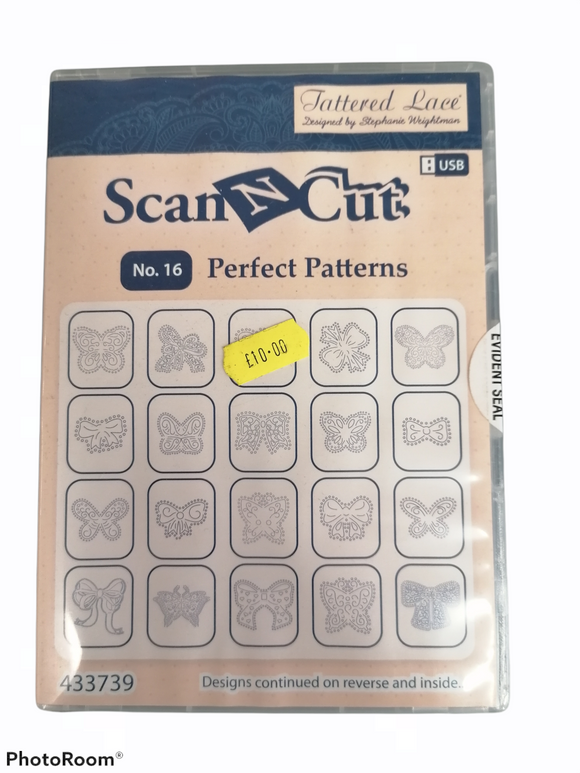 Tattered Lace®
Designed by Stephanie Weightman
USB
Scan N Cut
No. 16 Perfect Patterns
£10.00
EVIDENT SEAL
433739 Designs continued on reverse and inside.
PhotoRoom®